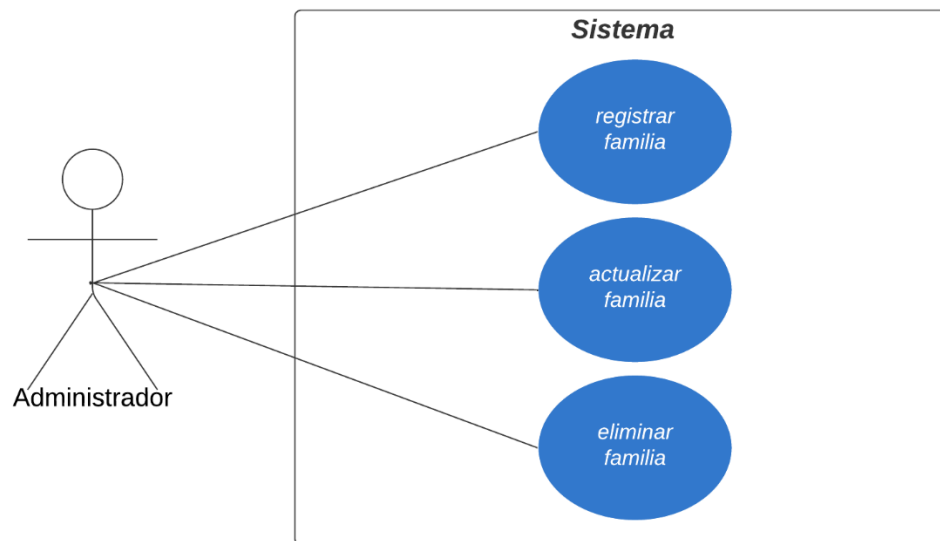 Sistema
registrar
familia
actualizar
familia
eliminar
familia
Administrador